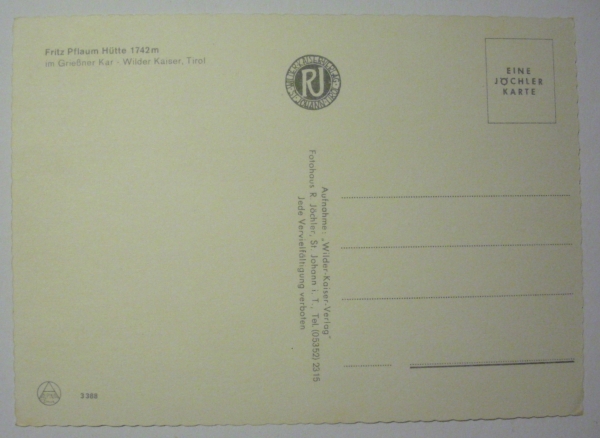 Fritz Pflaum Hütte 1742m
im Grießner Kar - Wilder Kaiser, Tirol
RJ
EINE
JÖCHLER
KARTE
Aufnahme: „Wilder-Kaiser-Verlag"
Fotohaus R. Jöchler, St. Johann i. T., Tel. (05352) 2315
Jede Vervielfältigung verboten
3 388